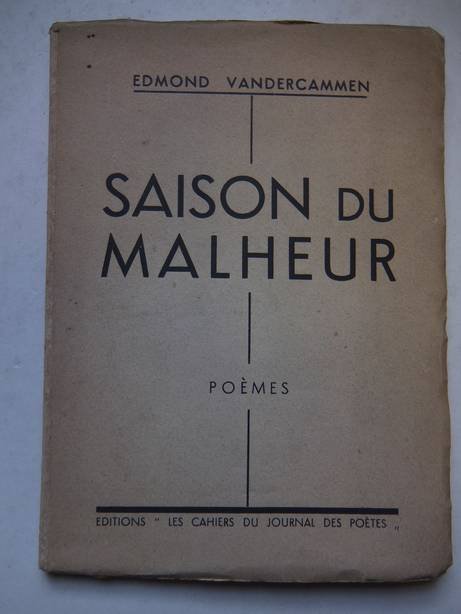 EDMOND VANDERCAMMEN
SAISON DU
MALHEUR
POÈMES
EDITIONS " LES CAHIERS DU JOURNAL DES POÈTES „